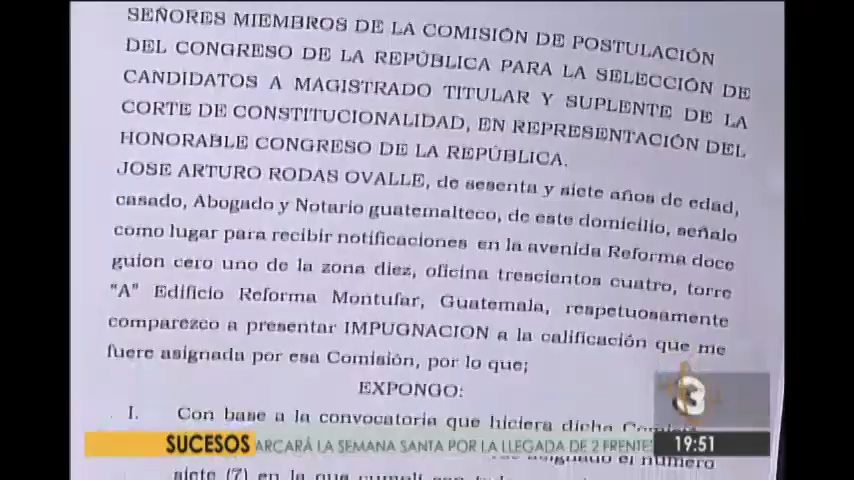 SEÑORES MIEMBROS DE LA COMISIÓN DE POSTULACIÓN
DEL CONGRESO DE LA REPÚBLICA PARA LA SELECCIÓN DE
CANDIDATOS A MAGISTRADO TITULAR Y SUPLENTE DE LA
CORTE DE CONSTITUCIONALIDAD, EN REPRESENTACIÓN DEL
HONORABLE CONGRESO DE LA REPÚBLICA.
JOSE ARTURO RODAS OVALLE, de sesenta y siete años de edad,
casado, Abogado y Notario guatemalteco, de este domicilio, señalo
como lugar para recibir notificaciones en la avenida Reforma doce
guion cero uno de la zona diez, oficina trescientos cuatro, torre
"A" Edificio Reforma Montufar, Guatemala, respetuosamente
comparezco a presentar IMPUGNACION a la calificación que me
fuere asignada por esa Comisión, por lo que;
EXPONGO:
I. Con base a la convocatoria que hiciera dicha
3
SUCESOS ARCARÁ LA SEMANA SANTA POR LA LLEGADA DE 2 FRENTE 19:51
asignado el número
siete (7) en la que